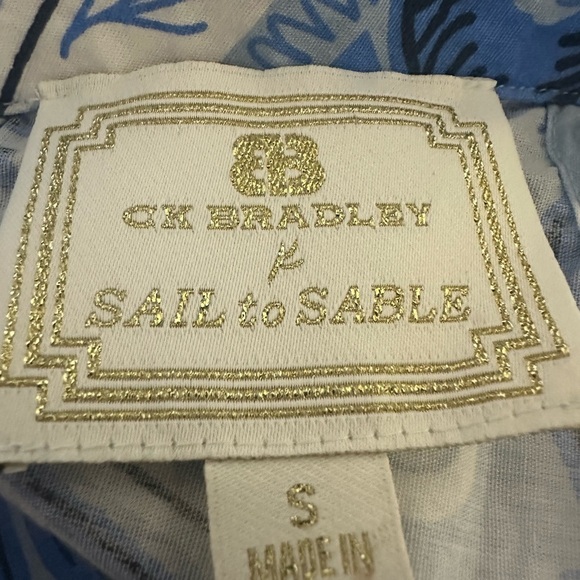 CK BRADLEY
SAIL to SABLE
S
MADE IN